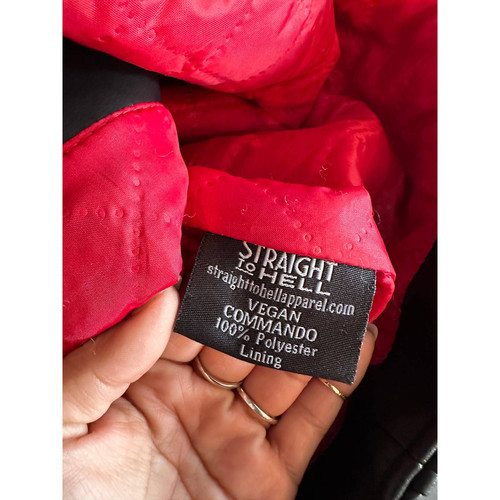 STRAIGHT
TO HELL
straighttohellapparel.com
VEGAN
COMMANDO
100% Polyester
Lining